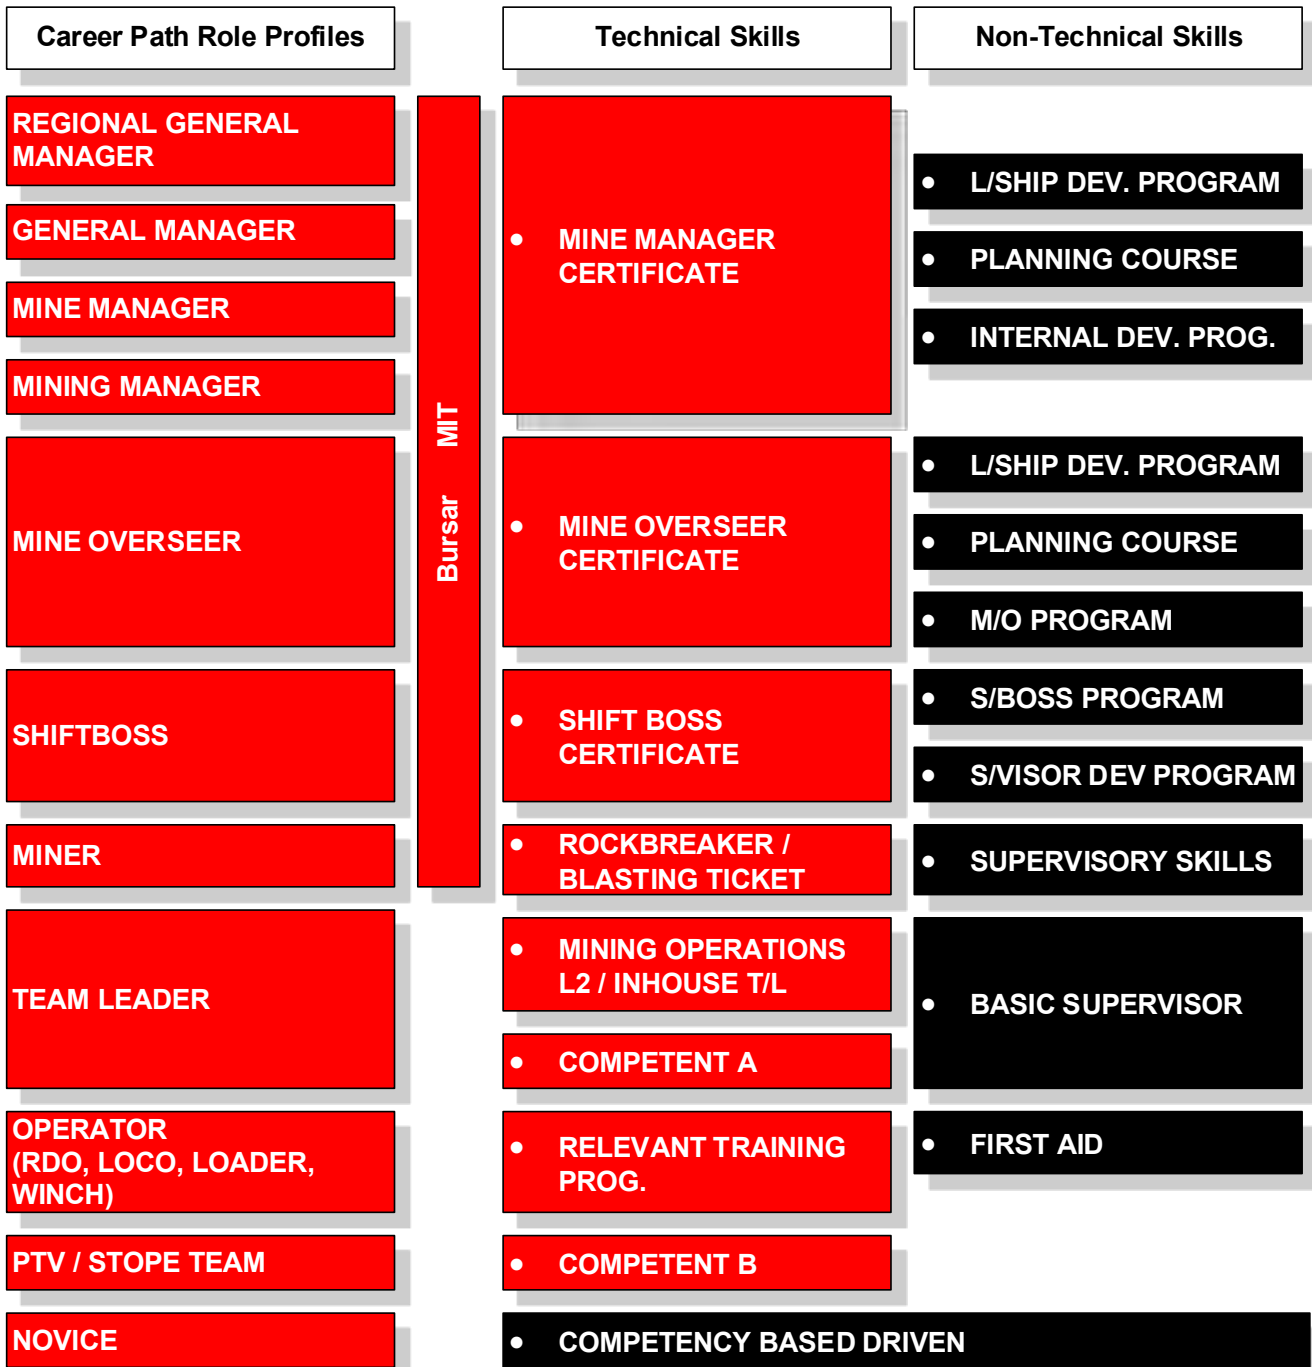 Career Path Role Profiles
Technical Skills
Non-Technical Skills
REGIONAL GENERAL
MANAGER
GENERAL MANAGER
MINE MANAGER
MINING MANAGER
MINE OVERSEER
SHIFTBOSS
MINER
TEAM LEADER
OPERATOR
(RDO, LOCO, LOADER,
WINCH)
PTV / STOPE TEAM
NOVICE
Bursar MIT
• MINE MANAGER
CERTIFICATE
• MINE OVERSEER
CERTIFICATE
• SHIFT BOSS
CERTIFICATE
• ROCKBREAKER /
BLASTING TICKET
• MINING OPERATIONS
L2 / INHOUSE T/L
• COMPETENT A
• RELEVANT TRAINING
PROG.
• COMPETENT B
• COMPETENCY BASED DRIVEN
• L/SHIP DEV. PROGRAM
• PLANNING COURSE
• INTERNAL DEV. PROG.
• L/SHIP DEV. PROGRAM
• PLANNING COURSE
• M/O PROGRAM
• S/BOSS PROGRAM
• S/VISOR DEV PROGRAM
• SUPERVISORY SKILLS
• BASIC SUPERVISOR
• FIRST AID